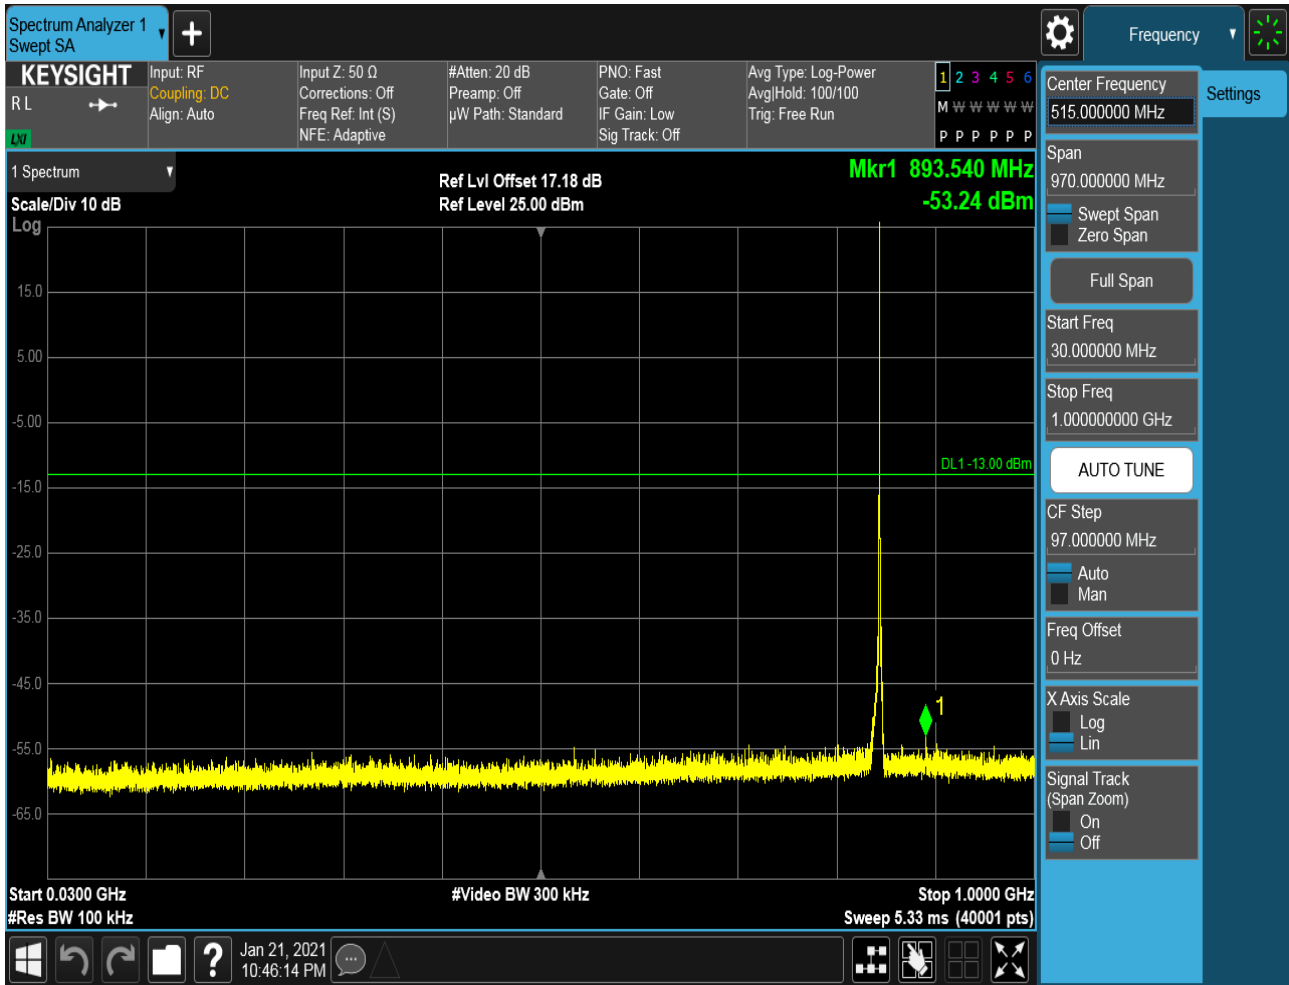 Spectrum Analyzer 1
Swept SA
Frequency
KEYSIGHT
R L
LXI
Input: RF
Coupling: DC
Align: Auto
Input Z: 50 Ω
Corrections: Off
Freq Ref: Int (S)
NFE: Adaptive
#Atten: 20 dB
Preamp: Off
µW Path: Standard
PNO: Fast
Gate: Off
IF Gain: Low
Sig Track: Off
Avg Type: Log-Power
Avg|Hold: 100/100
Trig: Free Run
1 2 3 4 5 6
M W W W W W
P P P P P P
1 Spectrum
Scale/Div 10 dB
Log
Ref Lvl Offset 17.18 dB
Ref Level 25.00 dBm
Mkr1 893.540 MHz
-53.24 dBm
15.0
5.00
-5.00
-15.0
-25.0
-35.0
-45.0
-55.0
-65.0
DL1 -13.00 dBm
1
Start 0.0300 GHz
#Res BW 100 kHz
#Video BW 300 kHz
Stop 1.0000 GHz
Sweep 5.33 ms (40001 pts)
Center Frequency
515.000000 MHz
Settings
Span
970.000000 MHz
Swept Span
Zero Span
Full Span
Start Freq
30.000000 MHz
Stop Freq
1.000000000 GHz
AUTO TUNE
CF Step
97.000000 MHz
Auto
Man
Freq Offset
0 Hz
X Axis Scale
Log
Lin
Signal Track
(Span Zoom)
On
Off
?
Jan 21, 2021
10:46:14 PM